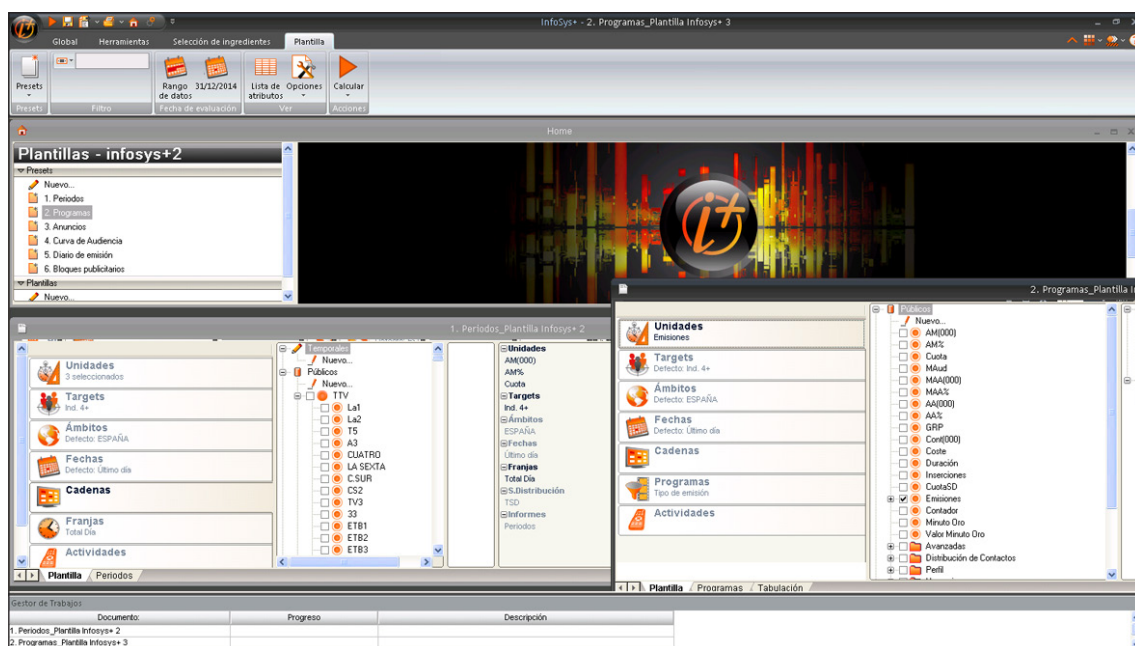 InfoSys+ - 2. Programas_Plantilla Infosys+ 3
Global Herramientas Selección de ingredientes Plantilla
Presets
Rango de datos
31/12/2014
Lista de atributos
Opciones
Calcular
Presets Filtro Fecha de evaluación Ver Acciones
Home
Plantillas - infosys+2
Presets
Nuevo...
1. Periodos
2. Programas
3. Anuncios
4. Curva de Audiencia
5. Diario de emisión
6. Bloques publicitarios
Plantillas
Nuevo...
it
1. Periodos_Plantilla Infosys+ 2
Unidades
3 seleccionados
Targets
Ind. 4+
Ámbitos
Defecto: ESPAÑA
Fechas
Defecto: Último día
Cadenas
Franjas
Total Día
Actividades
Temporales
Nuevo...
Públicos
Nuevo...
TTV
La1
La2
T5
A3
CUATRO
LA SEXTA
C.SUR
CS2
TV3
33
ETB1
ETB2
ETB3
Unidades
AM(000)
AM%
Cuota
Targets
Ind. 4+
Ámbitos
ESPAÑA
Fechas
Último día
Franjas
Total Día
S.Distribución
TSD
Informes
Periodos
Plantilla Periodos
2. Programas_Plantilla
Unidades
Emisiones
Targets
Defecto: Ind. 4+
Ámbitos
Defecto: ESPAÑA
Fechas
Defecto: Último día
Cadenas
Programas
Tipo de emisión
Actividades
Públicos
Nuevo...
AM(000)
AM%
Cuota
MAud
MAA(000)
MAA%
AA(000)
AA%
GRP
Cont(000)
Coste
Duración
Inserciones
CuotaSD
Emisiones
Contador
Minuto Oro
Valor Minuto Oro
Avanzadas
Distribución de Contactos
Perfil
Plantilla Programas Tabulación
Gestor de Trabajos
Documento: Progreso Descripción
1. Periodos_Plantilla Infosys+ 2
2. Programas_Plantilla Infosys+ 3